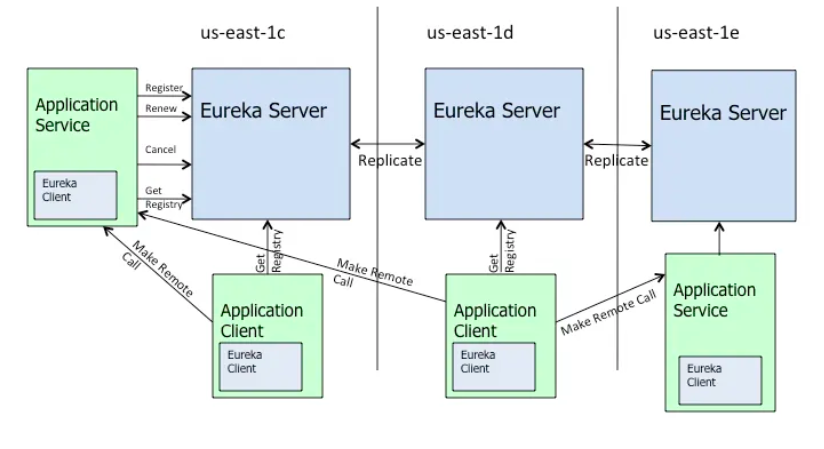 us-east-1c
us-east-1d
us-east-1e
Application
Service
Eureka
Client
Register
Renew
Cancel
Get
Registry
Eureka Server
Replicate
Eureka Server
Replicate
Eureka Server
Make Remote
Call
Get
Registry
Make Remote
Call
Get
Registry
Make Remote Call
Application
Client
Eureka
Client
Application
Client
Eureka
Client
Application
Service
Eureka
Client